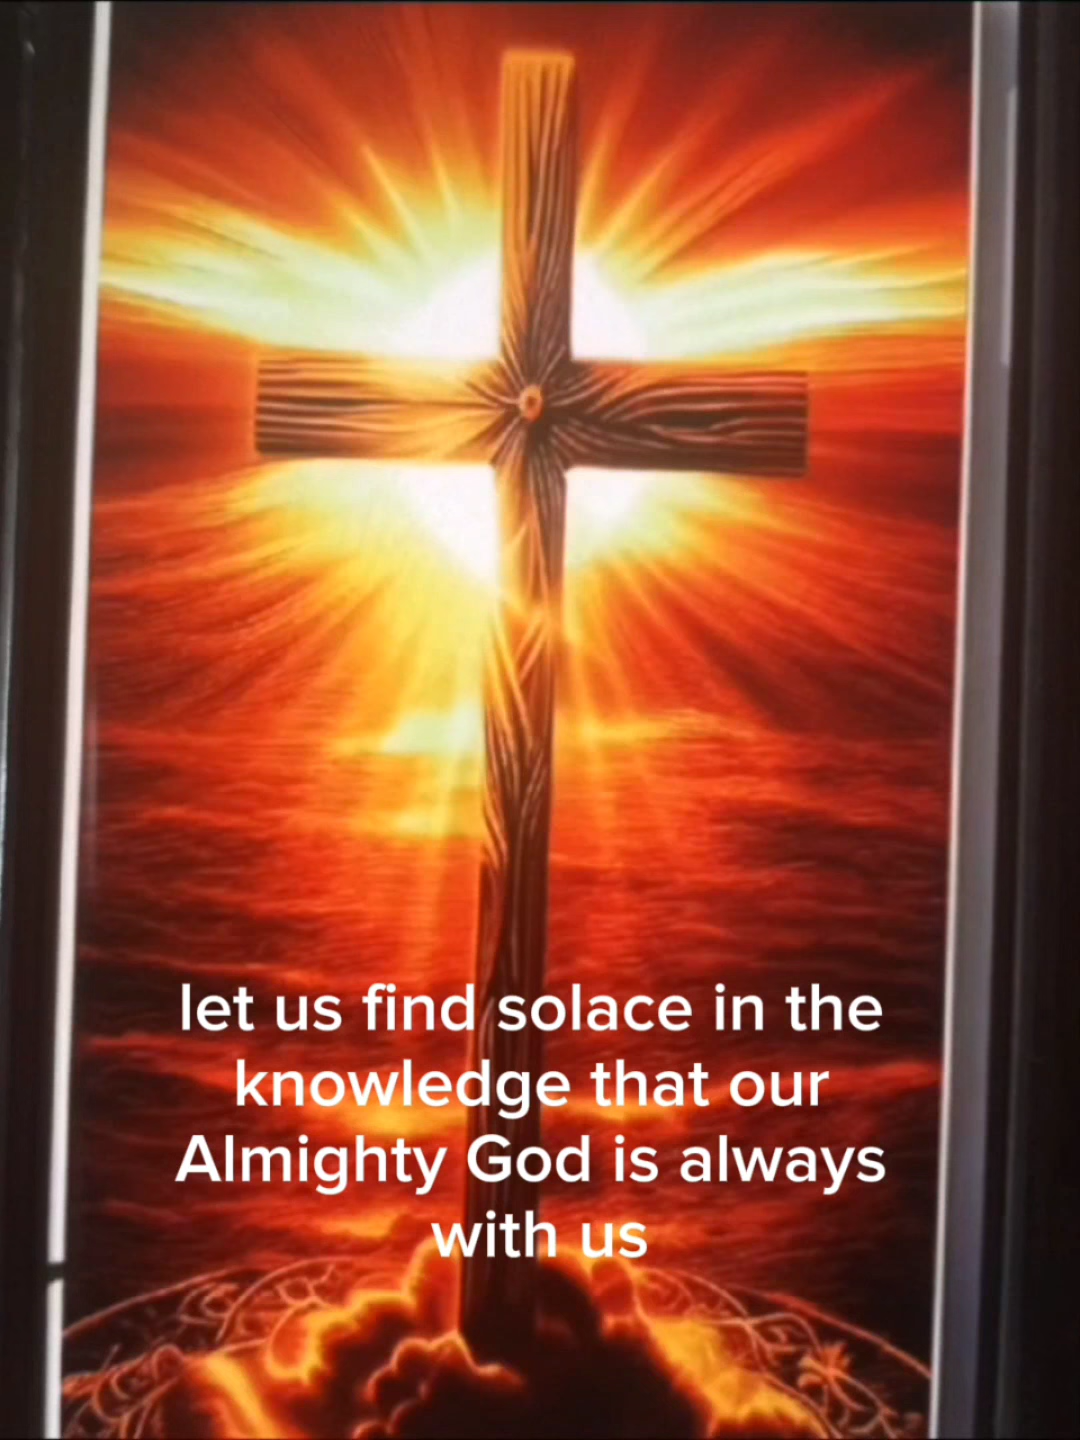 let us find solace in the
knowledge that our
Almighty God is always
with us